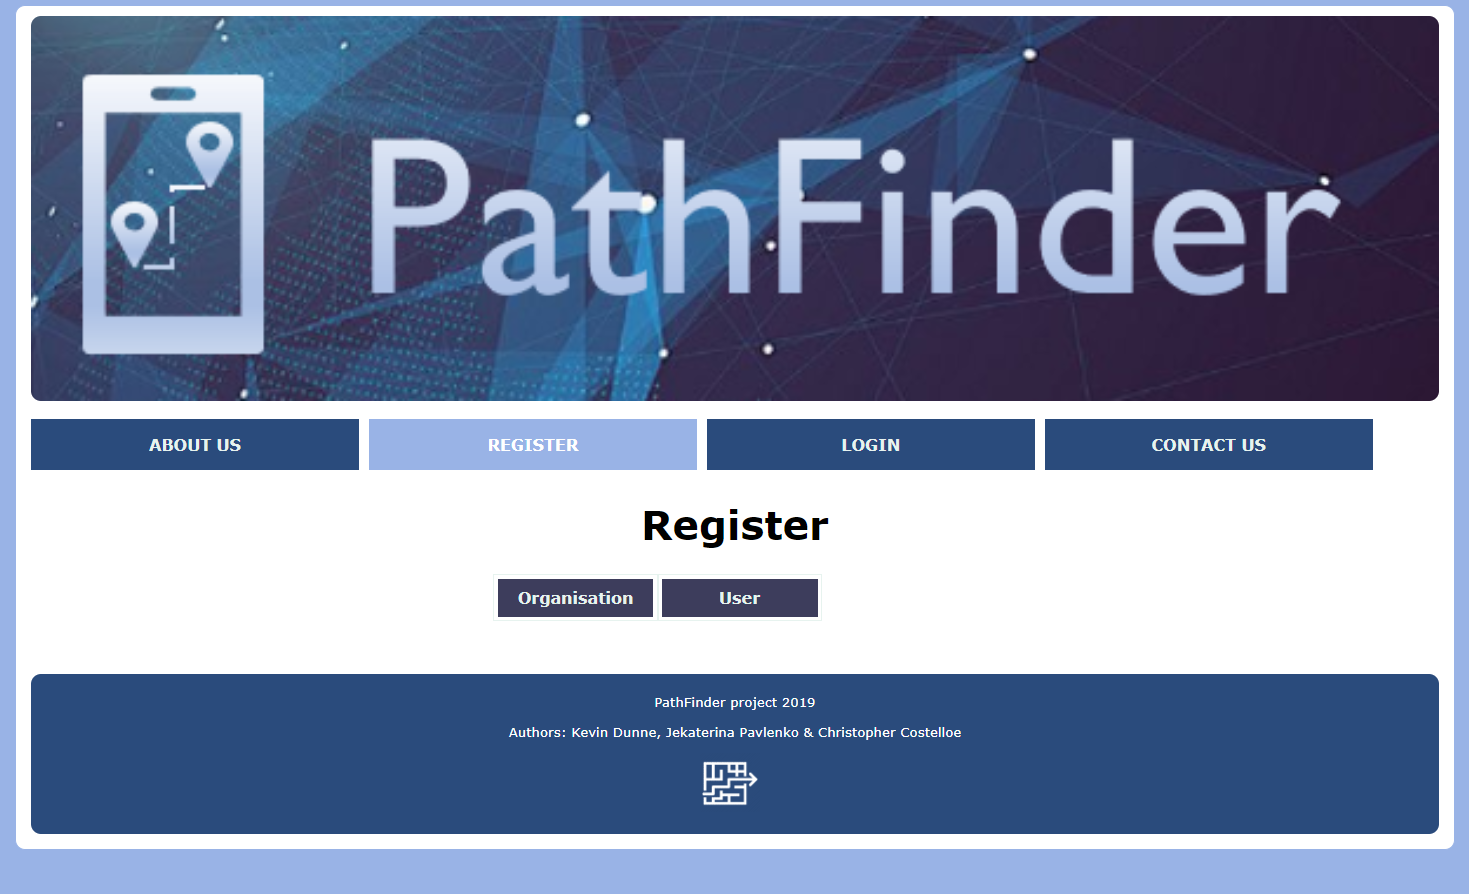 PathFinder
ABOUT US
REGISTER
LOGIN
CONTACT US
Register
Organisation
User
PathFinder project 2019
Authors: Kevin Dunne, Jekaterina Pavlenko & Christopher Costelloe